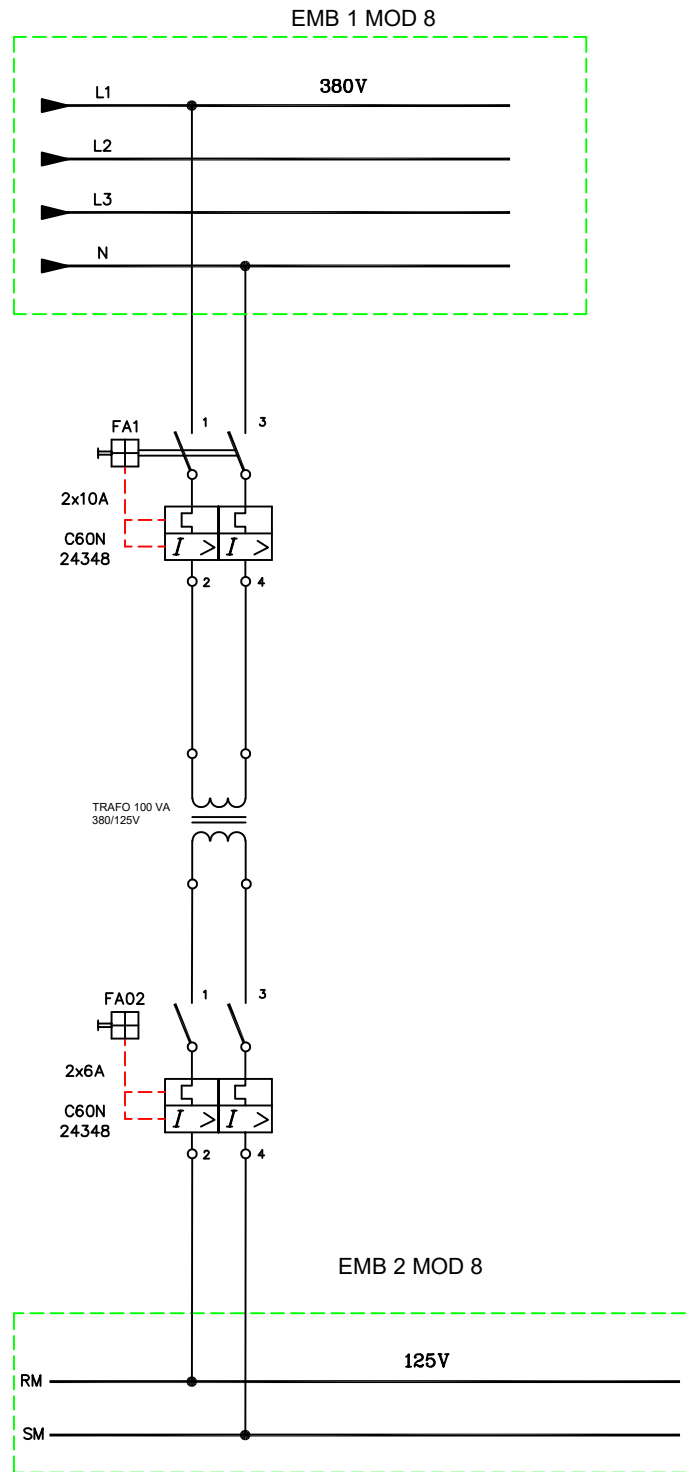 EMB 1 MOD 8
L1 380V
L2
L3
N
FA1 1 3
2x10A
C60N
24348
I > I >
2 4
TRAFO 100 VA
380/125V
FA02 1 3
2x6A
C60N
24348
I > I >
2 4
EMB 2 MOD 8
125V
RM
SM